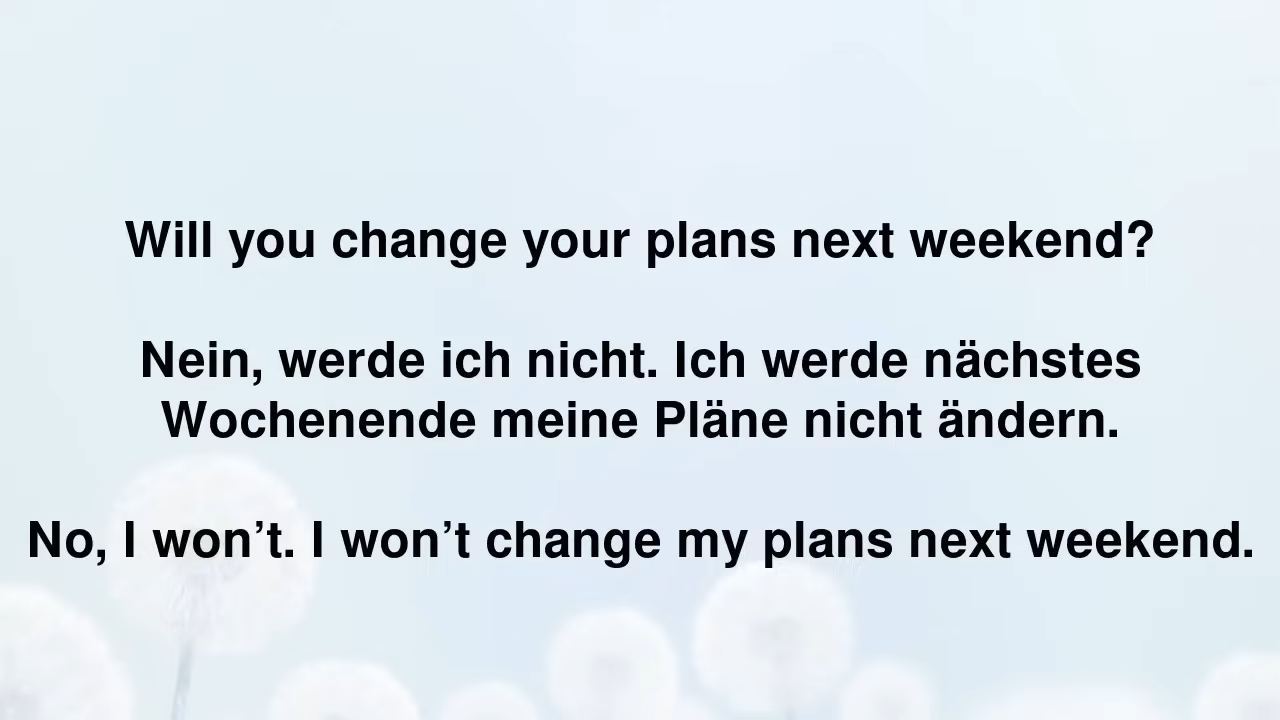 Will you change your plans next weekend?
Nein, werde ich nicht. Ich werde nächstes
Wochenende meine Pläne nicht ändern.
No, I won’t. I won’t change my plans next weekend.